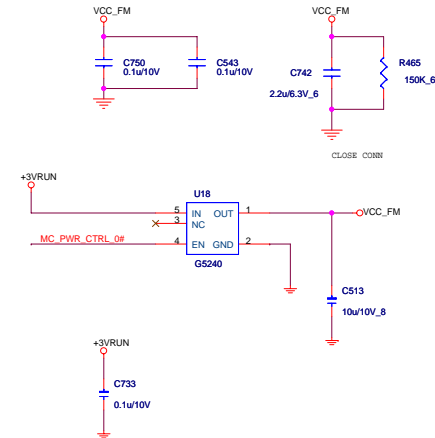 VCC_FM
VCC_FM
C750
0.1u/10V
C543
0.1u/10V
C742
2.2u/6.3V_6
R465
150K_6
CLOSE CONN
+3VRUN
U18
5 IN OUT 1
3 NC
4 EN GND 2
G5240
MC_PWR_CTRL_0#
VCC_FM
C513
10u/10V_8
+3VRUN
C733
0.1u/10V